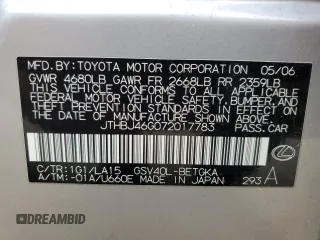 MFD. BY: TOYOTA MOTOR CORPORATION 05/06
GVWR 4680LB GAWR FR 2668LB RR 2359LB
THIS VEHICLE CONFORMS TO ALL APPLICABLE
FEDERAL MOTOR VEHICLE SAFETY, BUMPER, AND
THEFT PREVENTION STANDARDS IN EFFECT ON
THE DATE OF MANUFACTURE SHOWN ABOVE.
JTHBJ46G072017783 CAR
C/TR:1G1/LA15 GSV40L-BETGKA
A/TM:-01A/U660E MADE IN JAPAN 293 A
DREAMBID